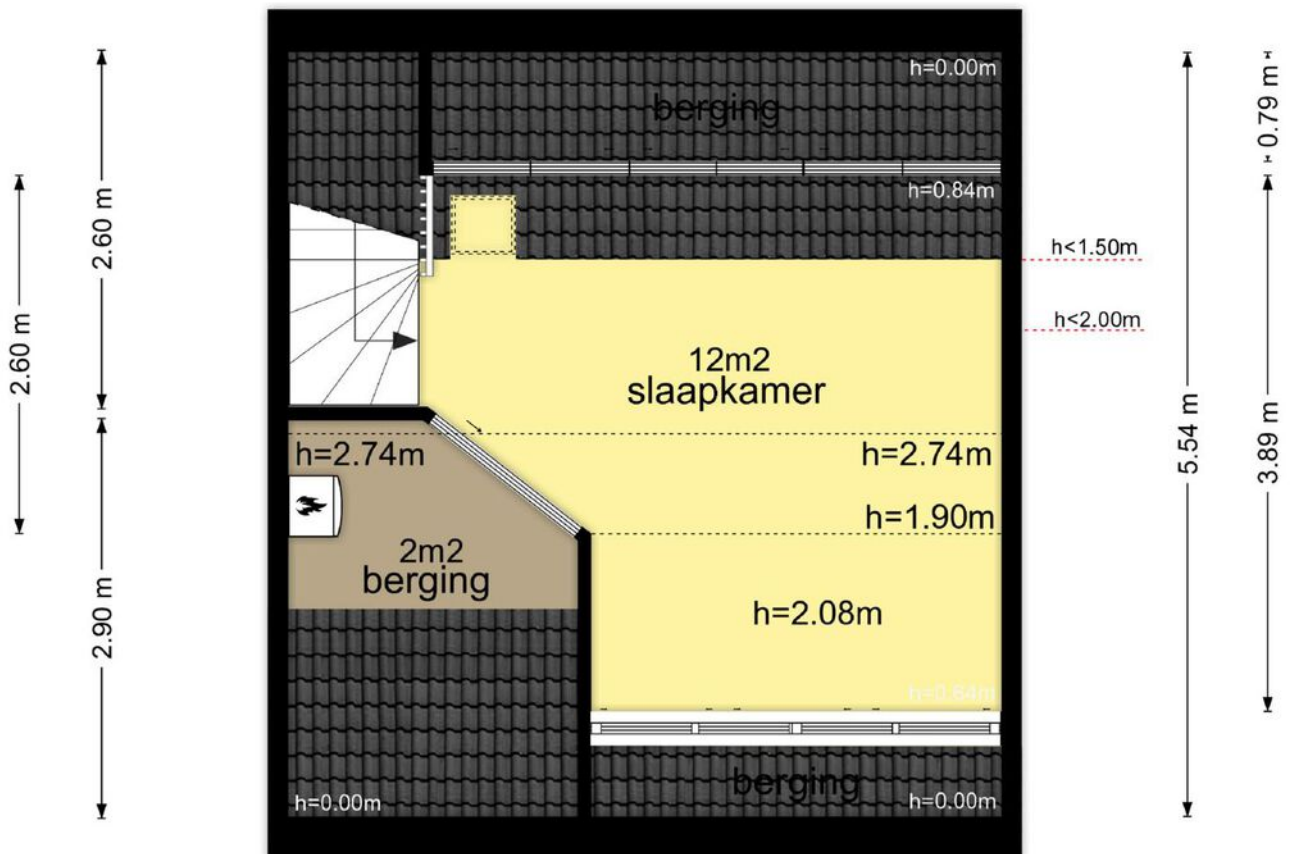 h=0.00m
berging
h=0.84m
h<1.50m
h<2.00m
12m2
slaapkamer
h=2.74m
h=2.74m
h=1.90m
2m2
berging
h=2.08m
h=0.84m
berging
h=0.00m
h=0.00m
2.60 m
2.60 m
2.90 m
5.54 m
0.79 m
3.89 m